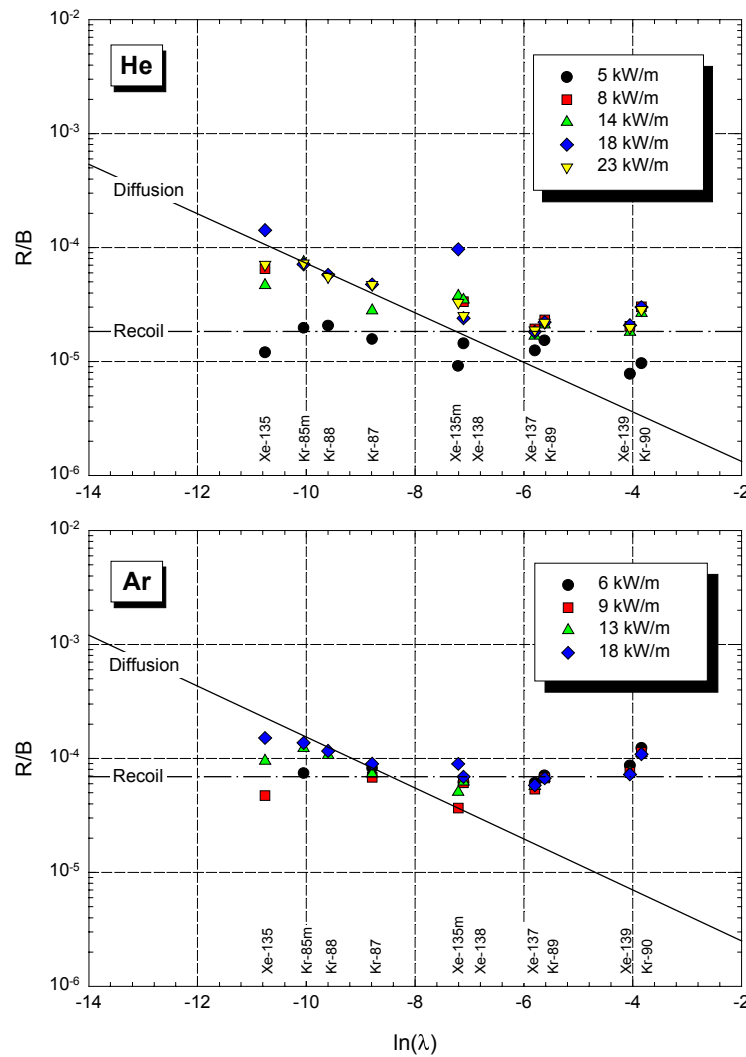 10-2
He
5 kW/m
8 kW/m
14 kW/m
18 kW/m
23 kW/m
10-3
Diffusion
R/B
10-4
Recoil
10-5
Xe-135
Kr-85m
Kr-88
Kr-87
Xe-135m
Xe-138
Xe-137
Kr-89
Xe-139
Kr-90
10-6
-14 -12 -10 -8 -6 -4 -2
10-2
Ar
6 kW/m
9 kW/m
13 kW/m
18 kW/m
10-3
Diffusion
R/B
10-4
Recoil
10-5
Xe-135
Kr-85m
Kr-88
Kr-87
Xe-135m
Xe-138
Xe-137
Kr-89
Xe-139
Kr-90
10-6
-14 -12 -10 -8 -6 -4 -2
ln(λ)